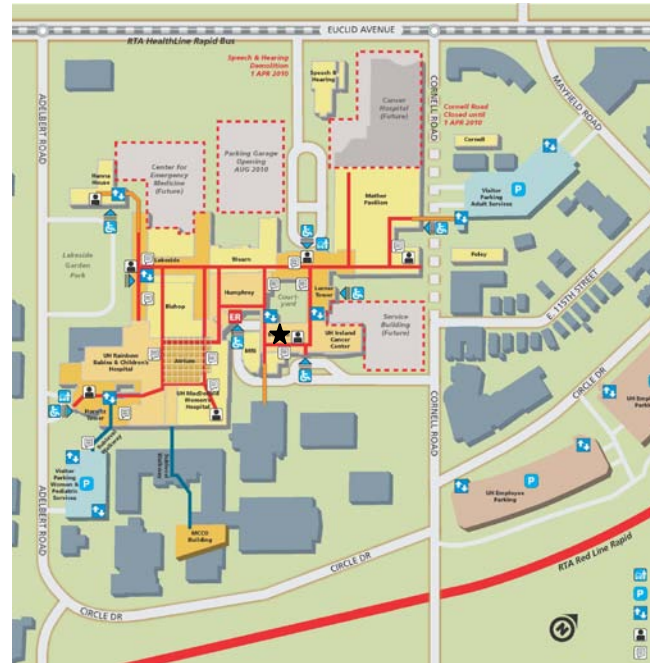 EUCLID AVENUE
RTA HealthLine Rapid Bus
Speech & Hearing
Demolition
1 APR 2010
Speech &
Hearing
Cancer
Hospital
(Future)
CORNELL ROAD
Cornell Road
Closed until
1 APR 2010
MAYFIELD ROAD
ADELBERT ROAD
Cornell
Center for
Emergency
Medicine
(Future)
Parking Garage
Opening
AUG 2010
Hanna
House
Mather
Pavilion
Visitor
Parking
Adult Services
P
Lakeside
Garden
Park
Lakeside
Wearn
Foley
E. 115TH STREET
Bishop
Humphrey
Court-
yard
Lerner
Tower
Service
Building
(Future)
ER
MRI
UH Ireland
Cancer
Center
UH Rainbow
Babies & Children's
Hospital
Atrium
UH MacDonald
Women's
Hospital
CIRCLE DR
Visitor
Parking
Women &
Pediatric
Services
P
CORNELL ROAD
UH Employee
Parking
P
ADELBERT ROAD
MCCO
Building
RTA Red Line Rapid
CIRCLE DR
P